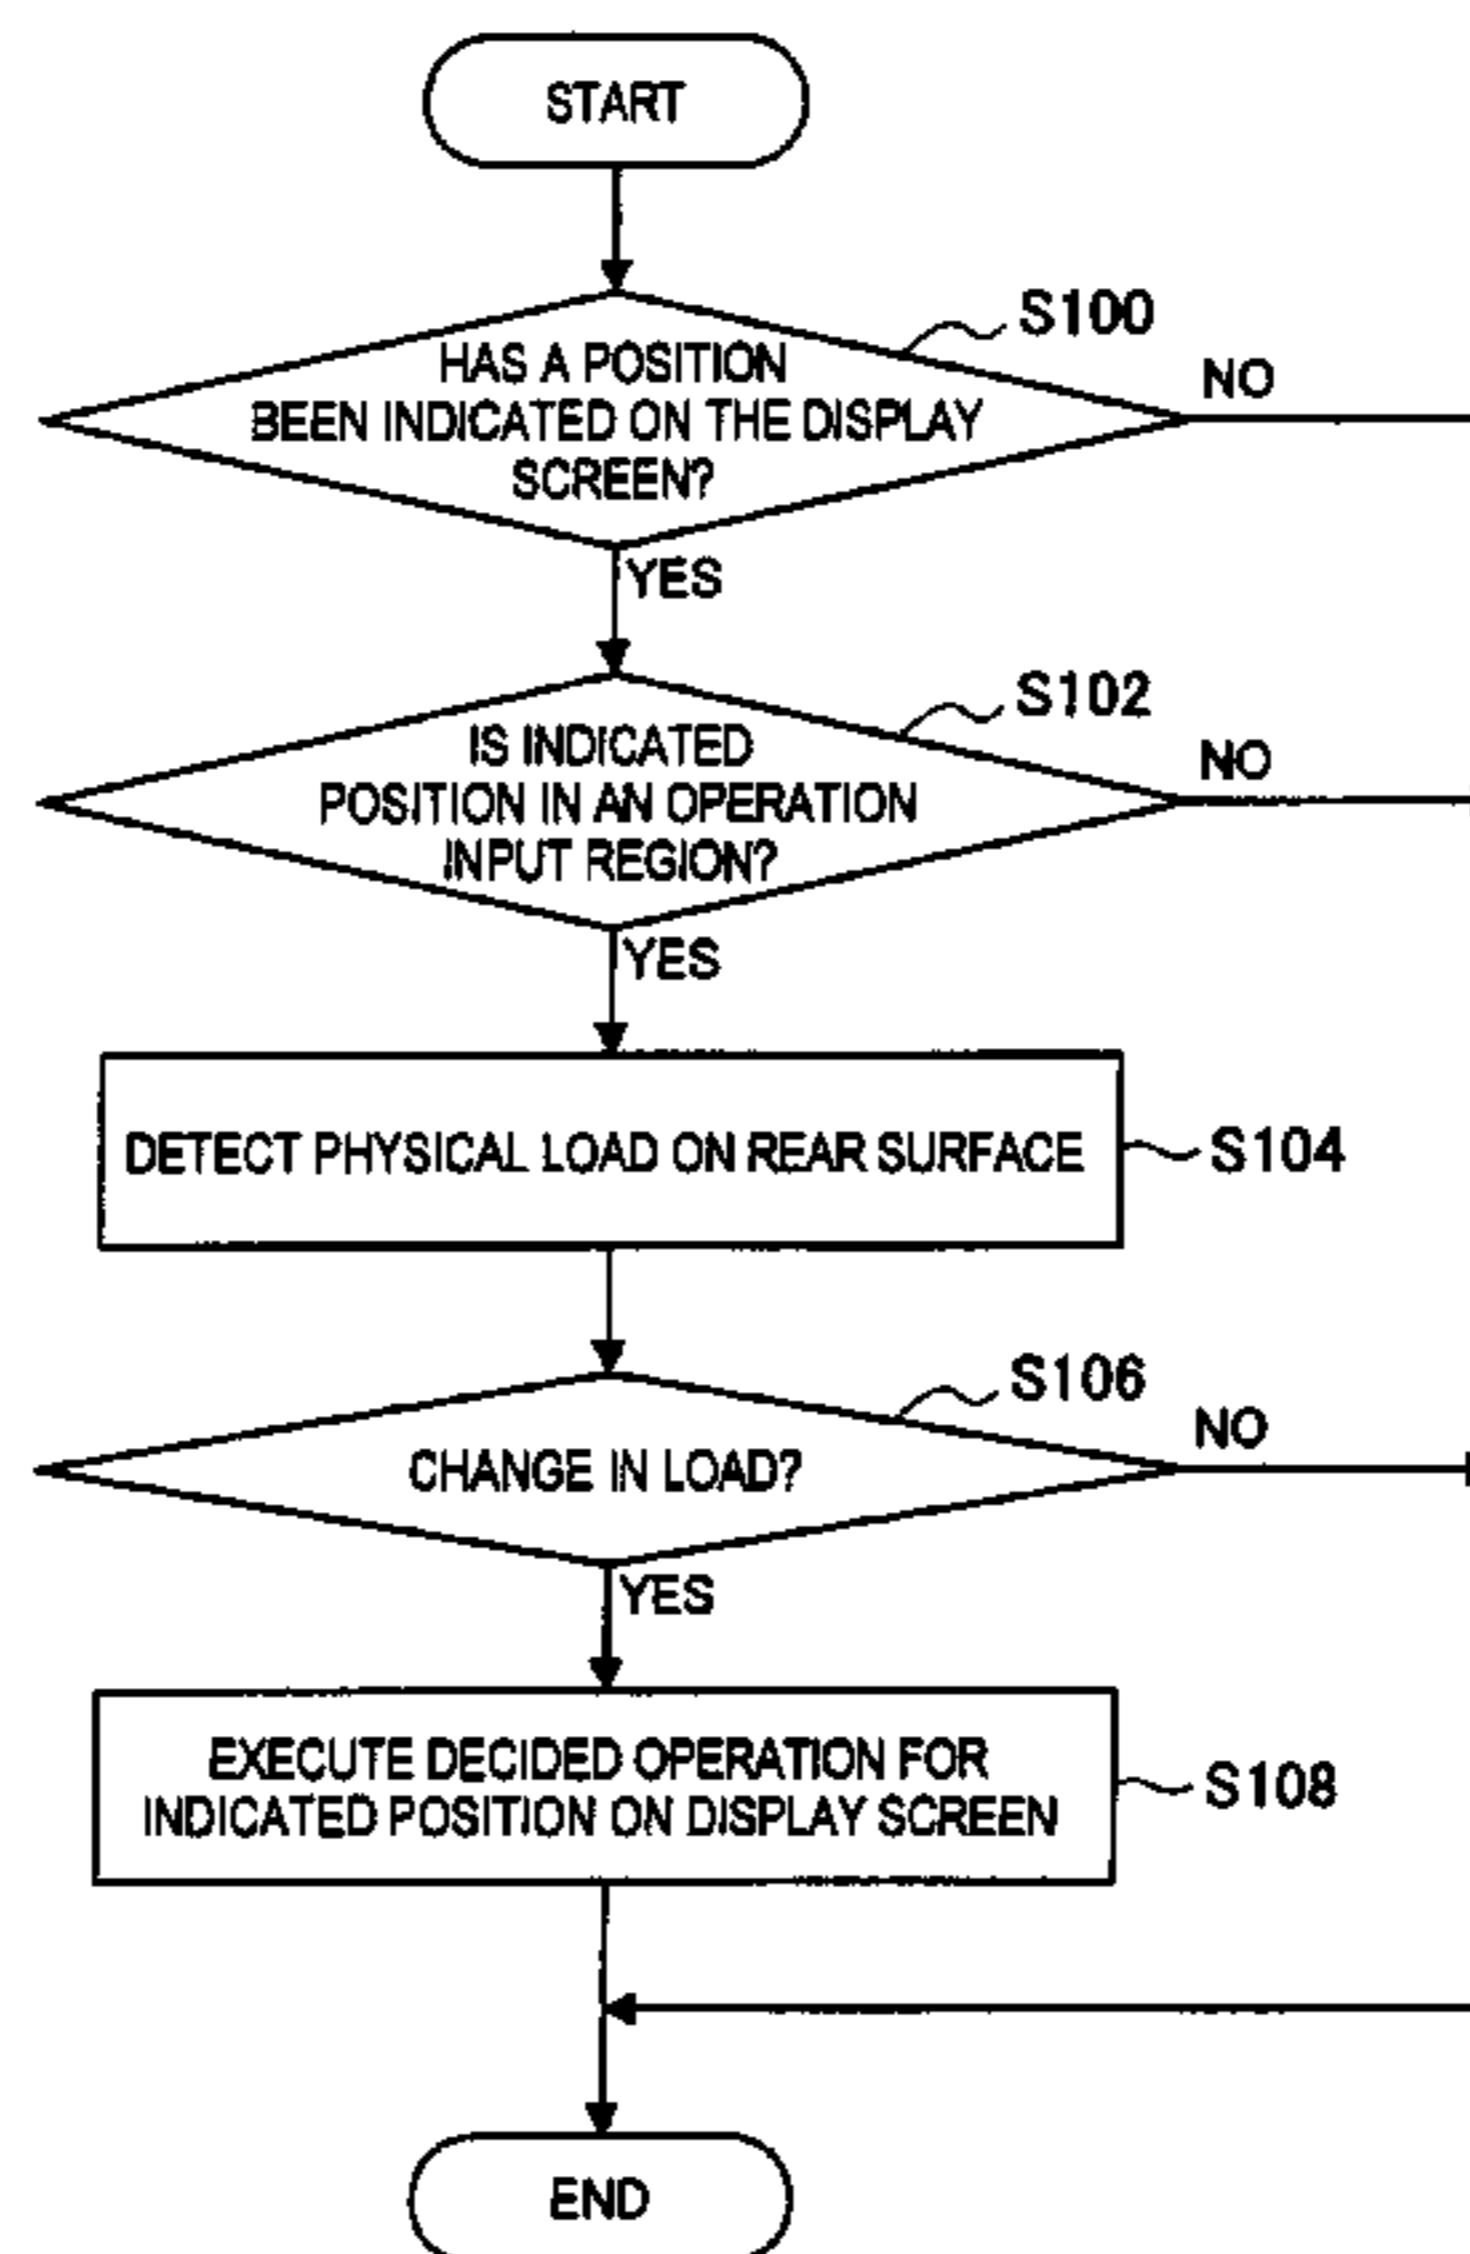 START
S100
HAS A POSITION
NO
BEEN INDICATED ON THE DISPLAY
SCREEN?
YES
S102
IS INDICATED
NO
POSITION IN AN OPERATION
INPUT REGION?
YES
DETECT PHYSICAL LOAD ON REAR SURFACE
S104
S106
NO
CHANGE IN LOAD?
YES
EXECUTE DECIDED OPERATION FOR
INDICATED POSITION ON DISPLAY SCREEN
S108
END